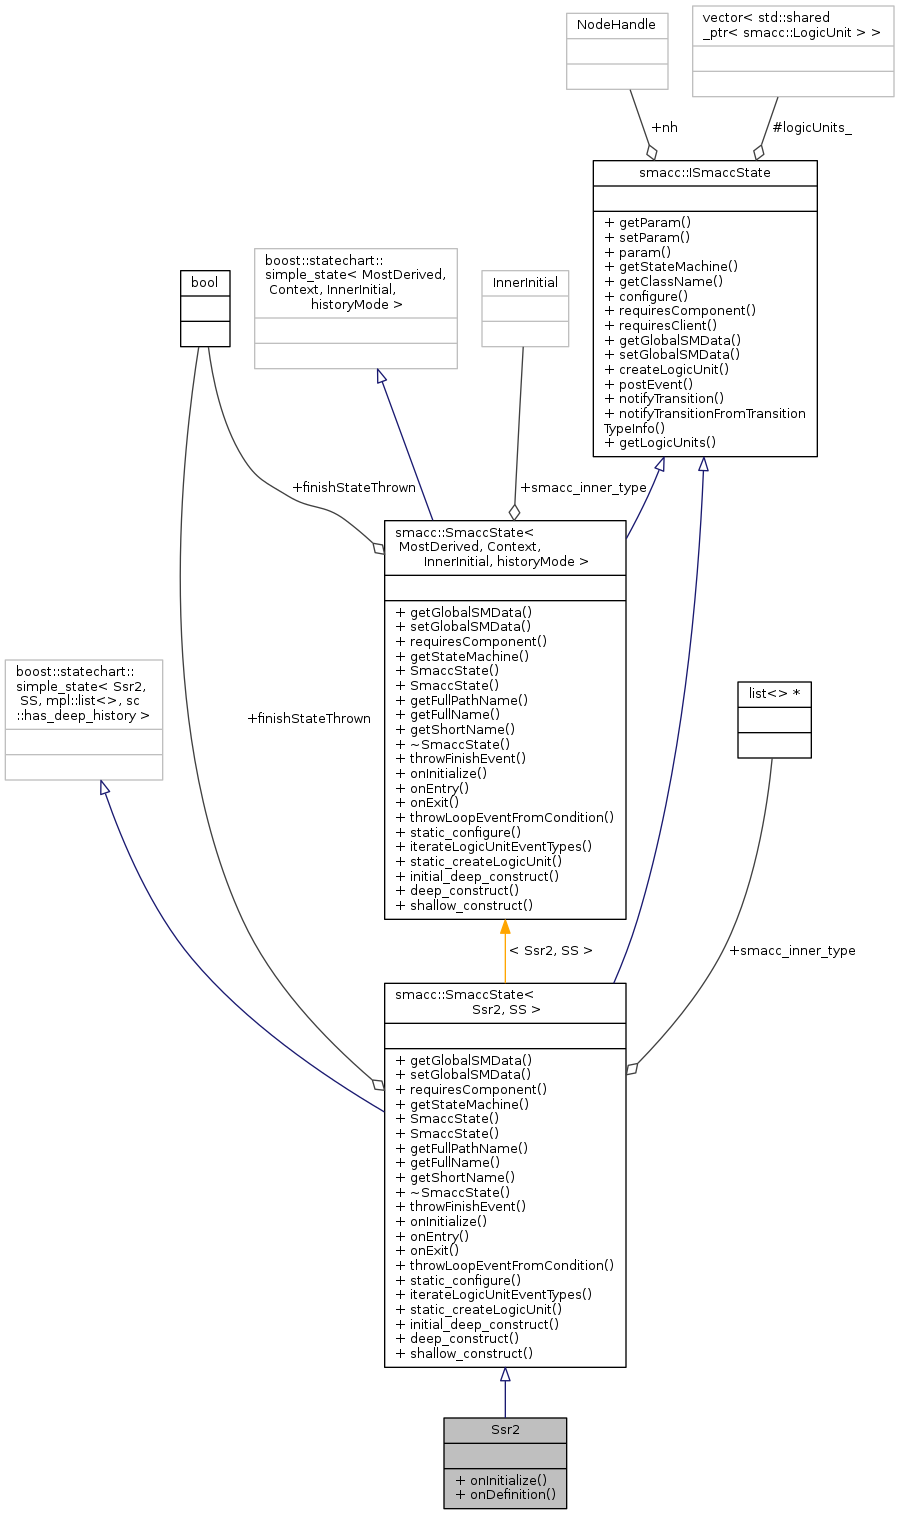 NodeHandle
vector< std::shared
_ptr< smacc::LogicUnit > >
+nh
#logicUnits_
smacc::ISmaccState
+ getParam()
+ setParam()
+ param()
+ getStateMachine()
+ getClassName()
+ configure()
+ requiresComponent()
+ requiresClient()
+ getGlobalSMData()
+ setGlobalSMData()
+ createLogicUnit()
+ postEvent()
+ notifyTransition()
+ notifyTransitionFromTransition
TypeInfo()
+ getLogicUnits()
bool
boost::statechart::
simple_state< MostDerived,
Context, InnerInitial,
historyMode >
InnerInitial
+finishStateThrown
+smacc_inner_type
smacc::SmaccState<
MostDerived, Context,
InnerInitial, historyMode >
+ getGlobalSMData()
+ setGlobalSMData()
+ requiresComponent()
+ getStateMachine()
+ SmaccState()
+ SmaccState()
+ getFullPathName()
+ getFullName()
+ getShortName()
+ ~SmaccState()
+ throwFinishEvent()
+ onInitialize()
+ onEntry()
+ onExit()
+ throwLoopEventFromCondition()
+ static_configure()
+ iterateLogicUnitEventTypes()
+ static_createLogicUnit()
+ initial_deep_construct()
+ deep_construct()
+ shallow_construct()
boost::statechart::
simple_state< Ssr2,
SS, mpl::list<>, sc
::has_deep_history >
+finishStateThrown
list<> *
< Ssr2, SS >
+smacc_inner_type
smacc::SmaccState<
Ssr2, SS >
+ getGlobalSMData()
+ setGlobalSMData()
+ requiresComponent()
+ getStateMachine()
+ SmaccState()
+ SmaccState()
+ getFullPathName()
+ getFullName()
+ getShortName()
+ ~SmaccState()
+ throwFinishEvent()
+ onInitialize()
+ onEntry()
+ onExit()
+ throwLoopEventFromCondition()
+ static_configure()
+ iterateLogicUnitEventTypes()
+ static_createLogicUnit()
+ initial_deep_construct()
+ deep_construct()
+ shallow_construct()
Ssr2
+ onInitialize()
+ onDefinition()